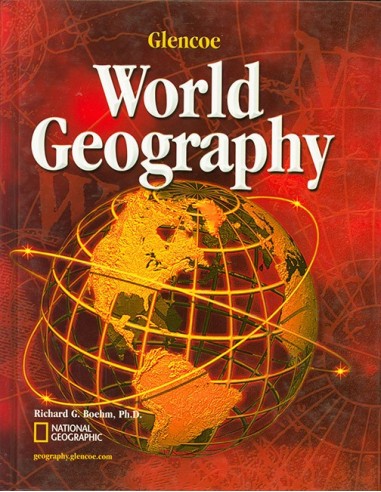 Glencoe
World
Geography
Richard G. Boehm, Ph.D.
NATIONAL
GEOGRAPHIC
geography.glencoe.com